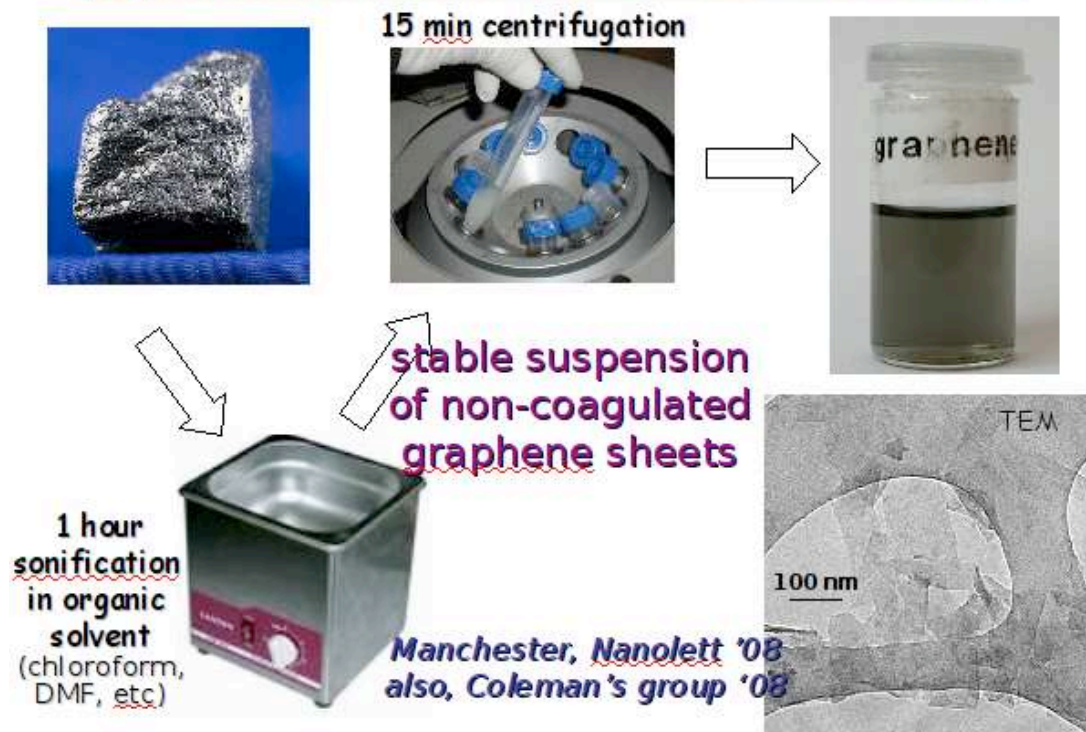 15 min centrifugation
graphene
stable suspension
of non-coagulated
graphene sheets
TEM
100 nm
1 hour
sonification
in organic
solvent
(chloroform,
DMF, etc)
Manchester, Nanolett '08
also, Coleman's group ‘08